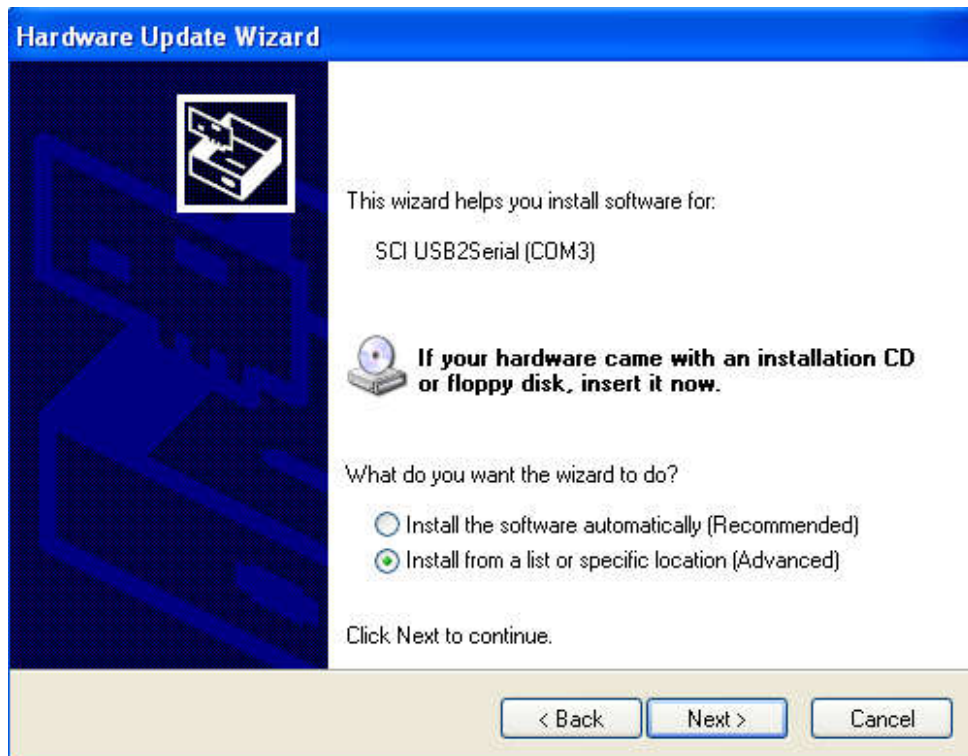 Hardware Update Wizard
This wizard helps you install software for:
SCI USB2Serial (COM3)
If your hardware came with an installation CD
or floppy disk, insert it now.
What do you want the wizard to do?
Install the software automatically (Recommended)
Install from a list or specific location (Advanced)
Click Next to continue.
< Back
Next >
Cancel